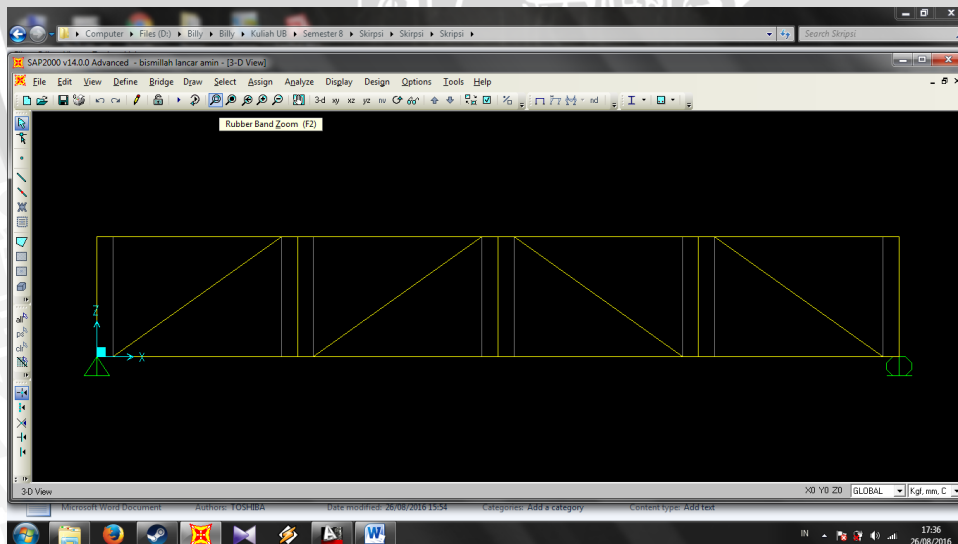 Computer ▸ Files (D:) ▸ Billy ▸ Billy ▸ Kuliah UB ▸ Semester 8 ▸ Skirpsi ▸ Skripsi ▸ Skripsi ▸
Search Skripsi
SAP2000 v14.0.0 Advanced - bismillah lancar amin - [3-D View]
File Edit View Define Bridge Draw Select Assign Analyze Display Design Options Tools Help
3-d xy xz yz nv nd
Rubber Band Zoom (F2)
all
ps
clr
Z
X
3-D View
X0 Y0 Z0 GLOBAL Kgf, mm, C
Microsoft Word Document Authors: TOSHIBA Date modified: 26/08/2016 15:54 Categories: Add a category Content type: Add text
IN
17:36
26/08/2016